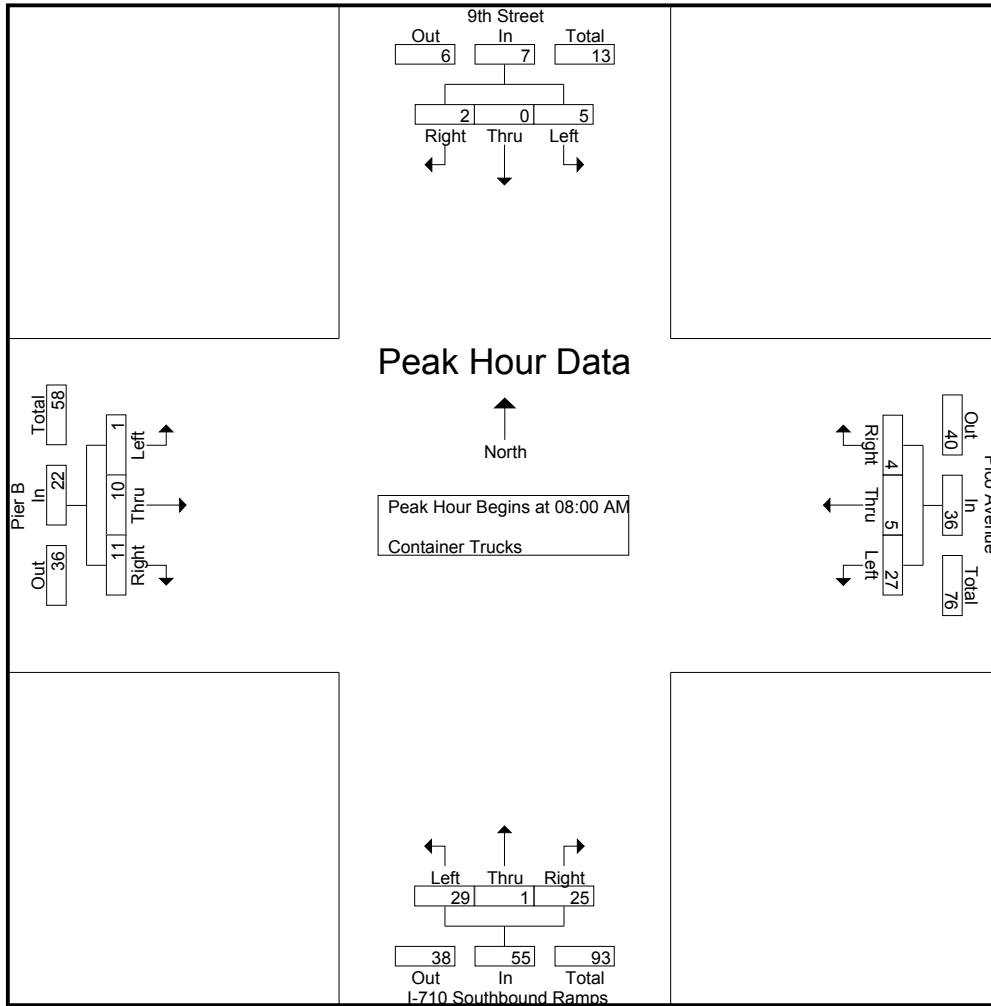 9th Street
Out In Total
6 7 13
2 0 5
Right Thru Left
Peak Hour Data
North
Peak Hour Begins at 08:00 AM
Container Trucks
Pier B
Total In Out
58 22 36
1 10 11
Left Thru Right
Right Thru Left
4 5 27
Out In Total
40 36 76
Avenue
Left Thru Right
29 1 25
38 55 93
Out In Total
I-710 Southbound Ramps